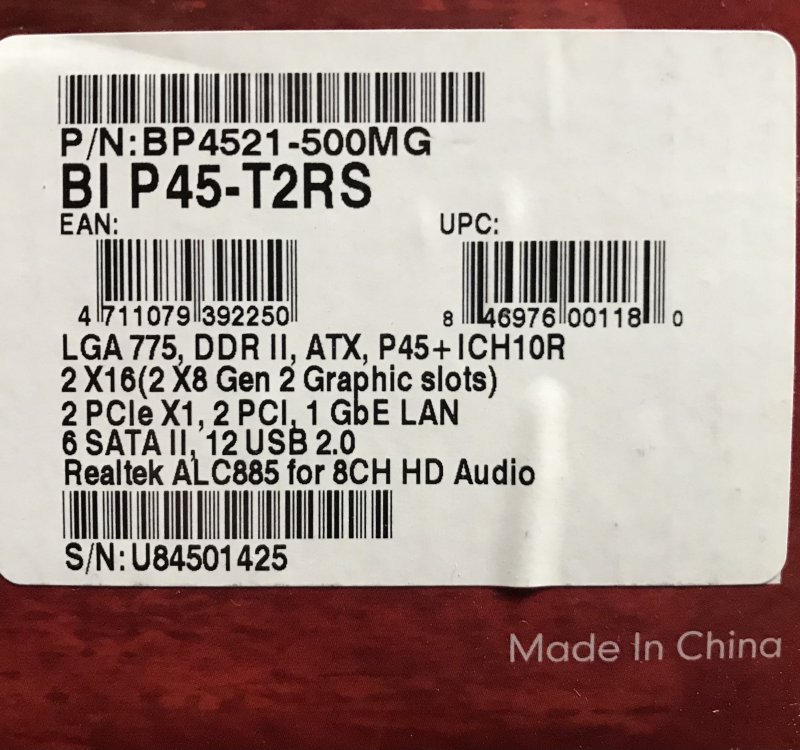 P/N:BP4521-500MG
BI P45-T2RS
EAN: UPC:
4 711079 392250 8 46976 00118 0
LGA 775, DDR II, ATX, P45+ICH10R
2 X16(2 X8 Gen 2 Graphic slots)
2 PCIe X1, 2 PCI, 1 GbE LAN
6 SATA II, 12 USB 2.0
Realtek ALC885 for 8CH HD Audio
S/N:U84501425
Made In China